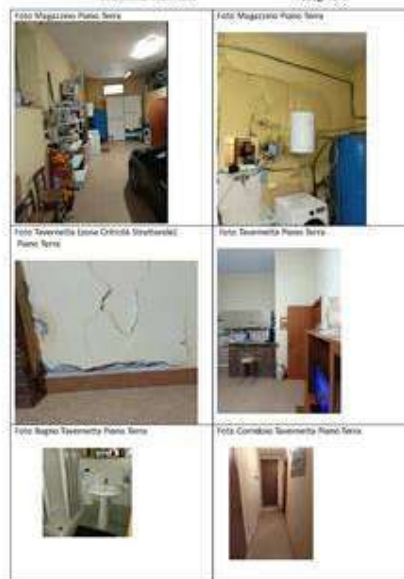 Foto Magazzino Piano Terra
Foto Magazzino Piano Terra
Foto Tavernetta (zona Criticità Strutturale)
Piano Terra
Foto Tavernetta Piano Terra
Foto Bagno Tavernetta Piano Terra
Foto Corridoio Tavernetta Piano Terra